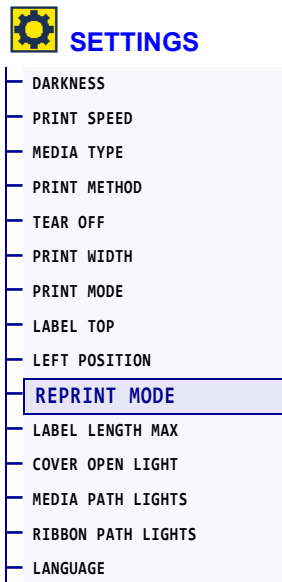 SETTINGS
DARKNESS
PRINT SPEED
MEDIA TYPE
PRINT METHOD
TEAR OFF
PRINT WIDTH
PRINT MODE
LABEL TOP
LEFT POSITION
REPRINT MODE
LABEL LENGTH MAX
COVER OPEN LIGHT
MEDIA PATH LIGHTS
RIBBON PATH LIGHTS
LANGUAGE